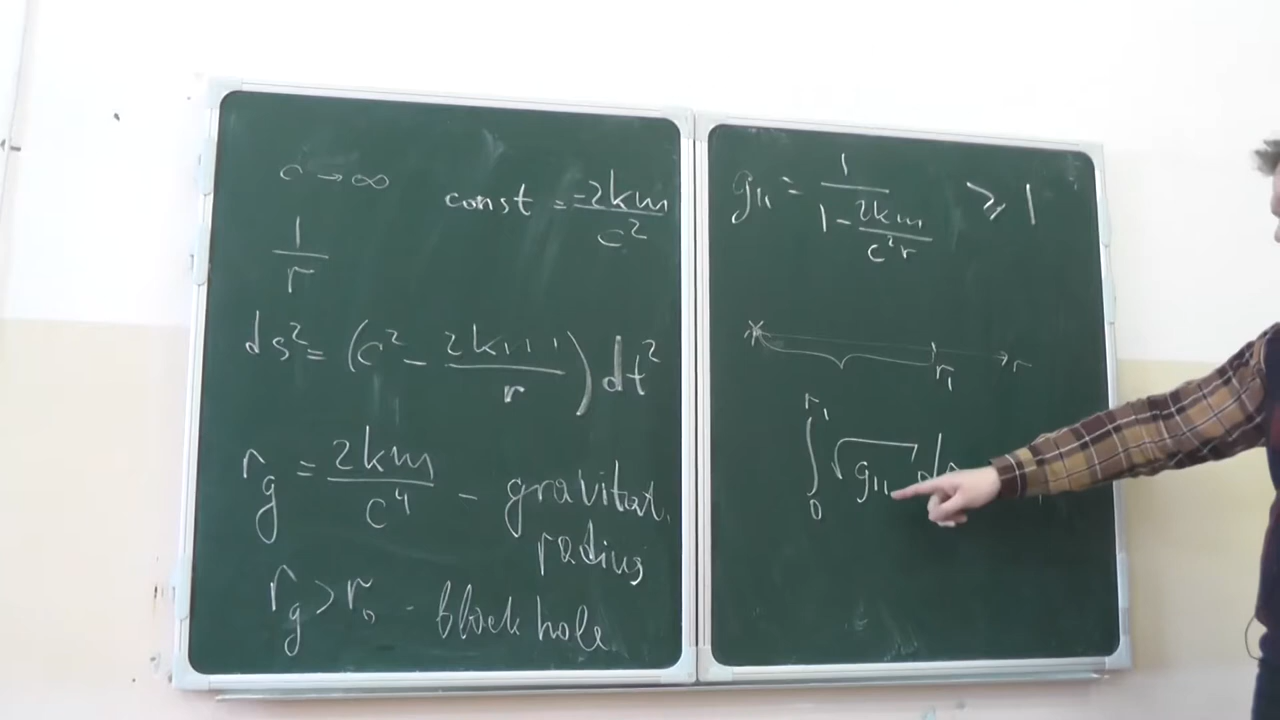 c → ∞
const = -2km/c²
1/r
ds² = (c² - 2km/r) dt²
r_g = 2km/c⁴ - gravitat.
radius
r_g > r₀ - black hole
g₁₁ = 1/(1 - 2km/(c²r)) ⩾ 1
r₁ r
∫₀^r₁ √g₁₁ dr